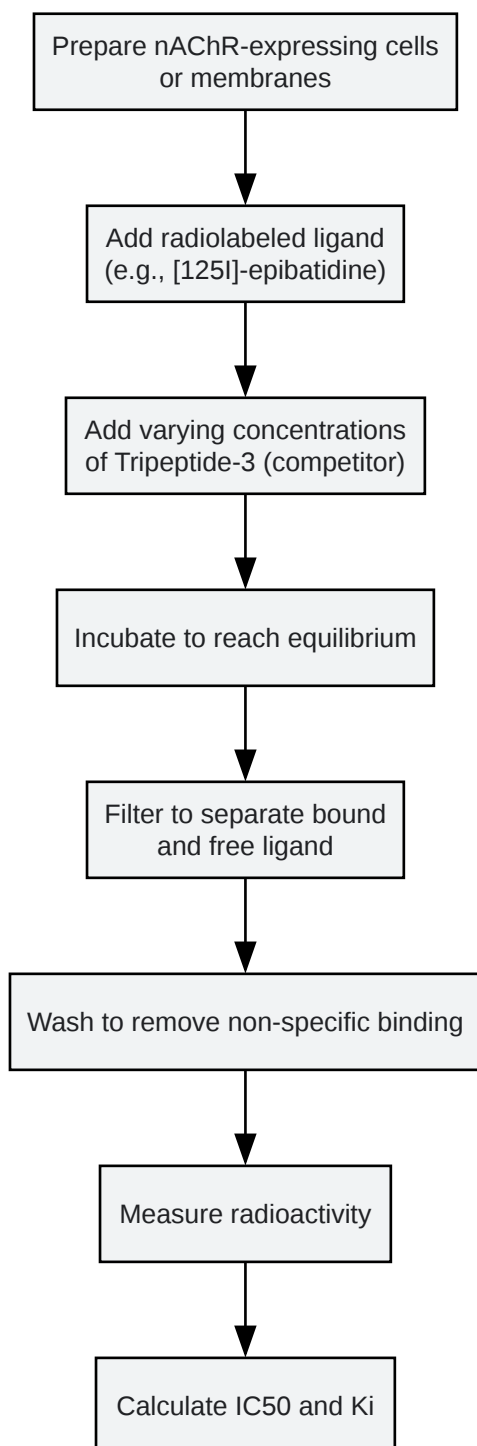 Prepare nAChR-expressing cells
or membranes
Add radiolabeled ligand
(e.g., [125I]-epibatidine)
Add varying concentrations
of Tripeptide-3 (competitor)
Incubate to reach equilibrium
Filter to separate bound
and free ligand
Wash to remove non-specific binding
Measure radioactivity
Calculate IC50 and Ki